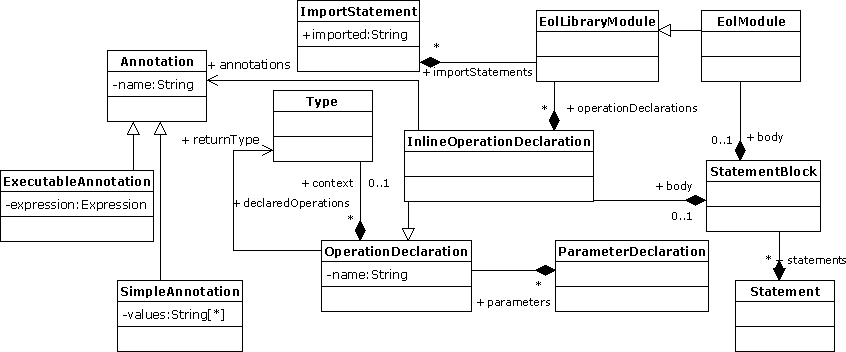 ImportStatement
+imported:String
EolLibraryModule
EolModule
*
+ importStatements
Annotation
-name:String
+ annotations
Type
* + operationDeclarations
+ returnType
InlineOperationDeclaration
0..1 + body
ExecutableAnnotation
-expression:Expression
+ context 0..1
+ declaredOperations
*
+ body
0..1
StatementBlock
OperationDeclaration
-name:String
ParameterDeclaration
*
+ parameters
* statements
SimpleAnnotation
-values:String[*]
Statement